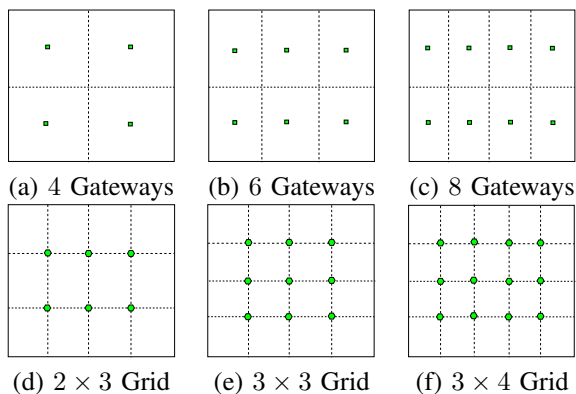 (a) 4 Gateways (b) 6 Gateways (c) 8 Gateways
(d) 2 × 3 Grid (e) 3 × 3 Grid (f) 3 × 4 Grid